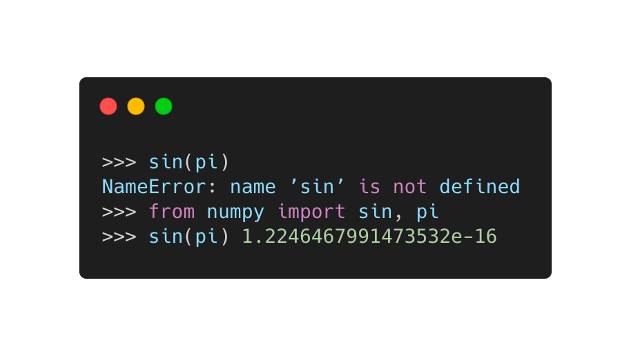 >>> sin(pi)
NameError: name ’sin’ is not defined
>>> from numpy import sin, pi
>>> sin(pi) 1.2246467991473532e-16